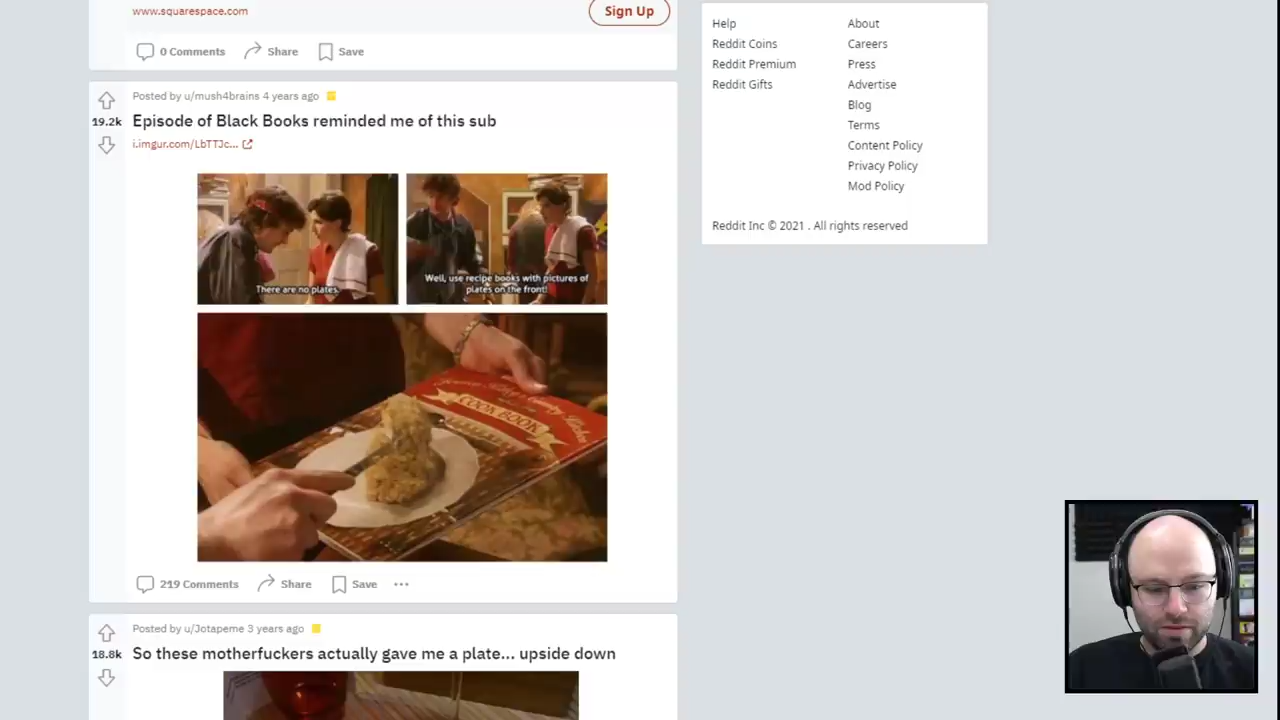 www.squarespace.com
Sign Up
0 Comments
Share
Save
Posted by u/mush4brains 4 years ago
19.2k
Episode of Black Books reminded me of this sub
i.imgur.com/LbTTJc...
There are no plates.
Well, use recipe books with pictures of
plates on the front!
COOK BOOK
219 Comments
Share
Save
Posted by u/Jotapeme 3 years ago
18.8k
So these motherfuckers actually gave me a plate... upside down
Help
Reddit Coins
Reddit Premium
Reddit Gifts
About
Careers
Press
Advertise
Blog
Terms
Content Policy
Privacy Policy
Mod Policy
Reddit Inc © 2021 . All rights reserved